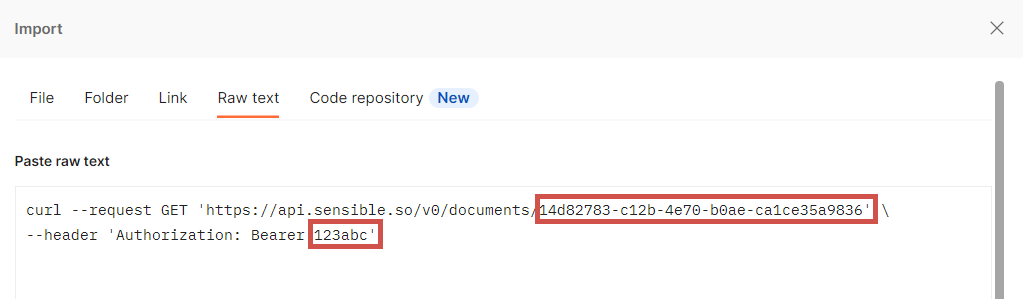 Import
File Folder Link Raw text Code repository New
Paste raw text
curl --request GET 'https://api.sensible.so/v0/documents/14d82783-c12b-4e70-b0ae-ca1ce35a9836' \
--header 'Authorization: Bearer 123abc'